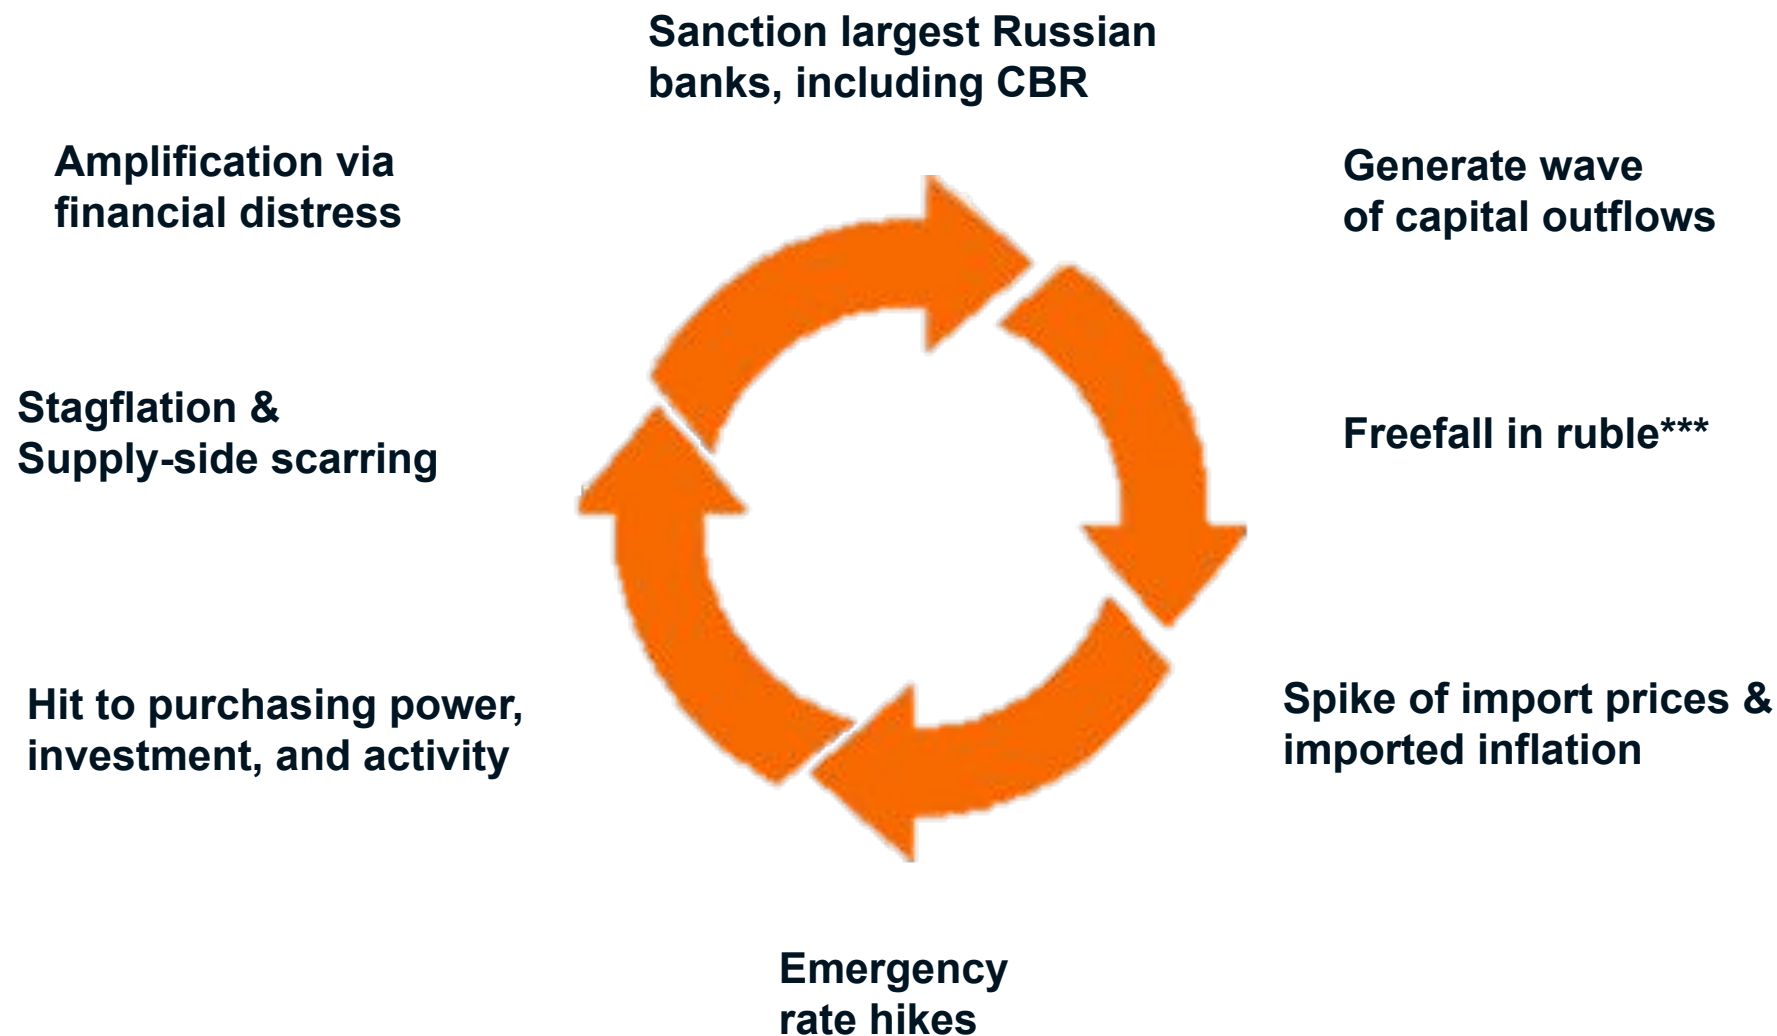 Sanction largest Russian
banks, including CBR
Generate wave
of capital outflows
Freefall in ruble***
Spike of import prices &
imported inflation
Emergency
rate hikes
Hit to purchasing power,
investment, and activity
Stagflation &
Supply-side scarring
Amplification via
financial distress